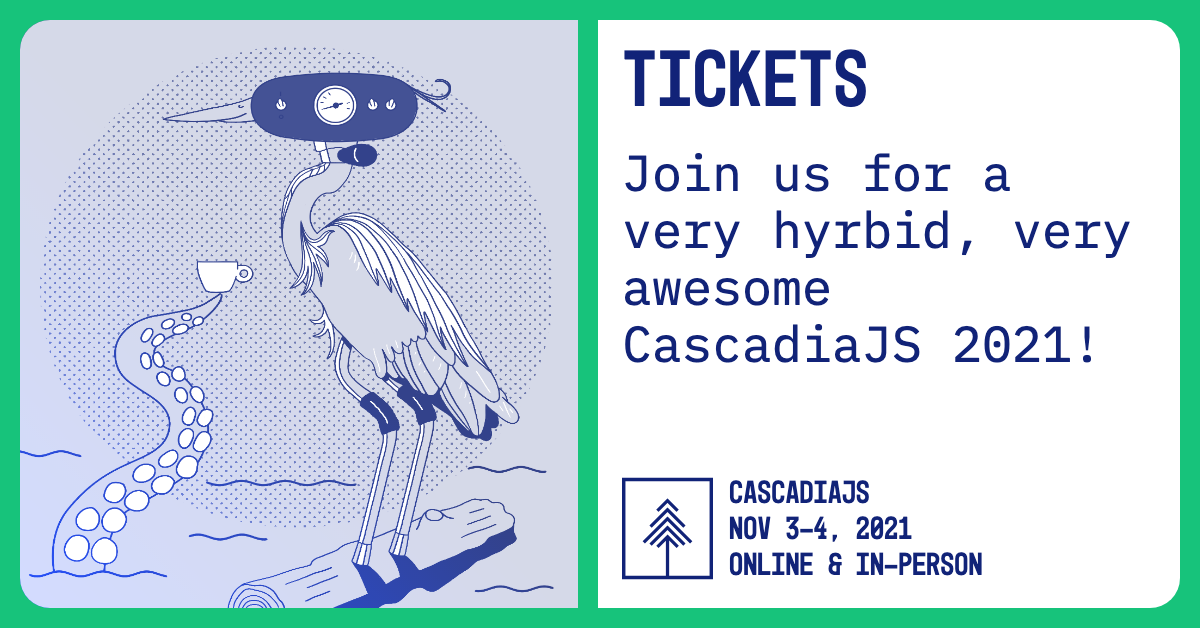 TICKETS
Join us for a
very hyrbid, very
awesome
CascadiaJS 2021!
CASCADIAJS
NOV 3-4, 2021
ONLINE & IN-PERSON